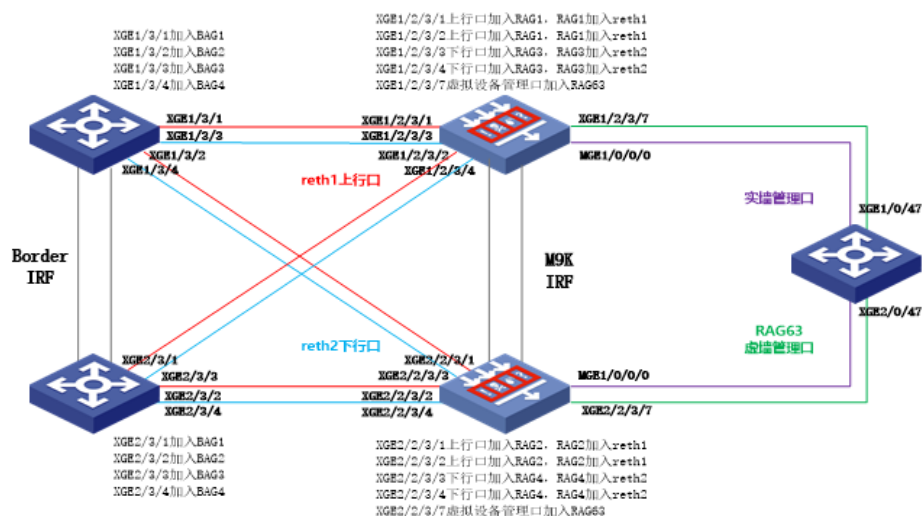 XGE1/3/1加入BAG1
XGE1/3/2加入BAG2
XGE1/3/3加入BAG3
XGE1/3/4加入BAG4
XGE1/2/3/1上行口加入RAG1，RAG1加入reth1
XGE1/2/3/2上行口加入RAG1，RAG1加入reth1
XGE1/2/3/3下行口加入RAG3，RAG3加入reth2
XGE1/2/3/4下行口加入RAG3，RAG3加入reth2
XGE1/2/3/7虚拟设备管理口加入RAG63
XGE1/3/1
XGE1/3/3
XGE1/3/2
XGE1/3/4
XGE1/2/3/1
XGE1/2/3/3
XGE1/2/3/2
XGE1/2/3/4
XGE1/2/3/7
MGE1/0/0/0
reth1上行口
实墙管理口
XGE1/0/47
Border
IRF
M9K
IRF
XGE2/0/47
RAG63
虚墙管理口
reth2下行口
XGE2/3/1
XGE2/3/3
XGE2/3/2
XGE2/3/4
XGE2/2/3/1
XGE2/2/3/3
XGE2/2/3/2
XGE2/2/3/4
MGE1/0/0/0
XGE2/2/3/7
XGE2/3/1加入BAG1
XGE2/3/2加入BAG2
XGE2/3/3加入BAG3
XGE2/3/4加入BAG4
XGE2/2/3/1上行口加入RAG2，RAG2加入reth1
XGE2/2/3/2上行口加入RAG2，RAG2加入reth1
XGE2/2/3/3下行口加入RAG4，RAG4加入reth2
XGE2/2/3/4下行口加入RAG4，RAG4加入reth2
XGE2/2/3/7虚拟设备管理口加入RAG63